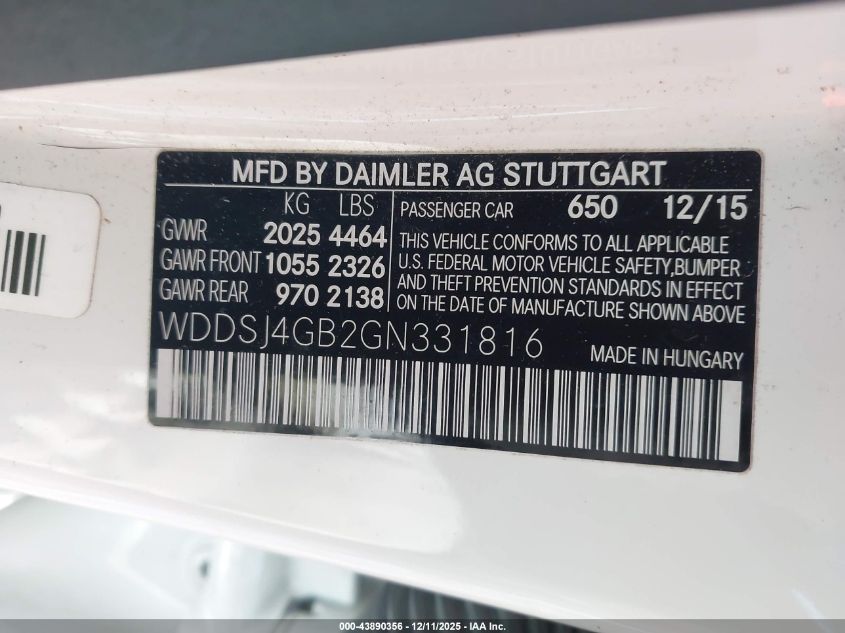 MFD BY DAIMLER AG STUTTGART
KG LBS
GVWR 2025 4464
GAWR FRONT 1055 2326
GAWR REAR 970 2138
PASSENGER CAR 650 12/15
THIS VEHICLE CONFORMS TO ALL APPLICABLE
U.S. FEDERAL MOTOR VEHICLE SAFETY,BUMPER
AND THEFT PREVENTION STANDARDS IN EFFECT
ON THE DATE OF MANUFACTURE SHOWN ABOVE
WDDSJ4GB2GN331816
MADE IN HUNGARY
000-43890356 - 12/11/2025 - IAA Inc.